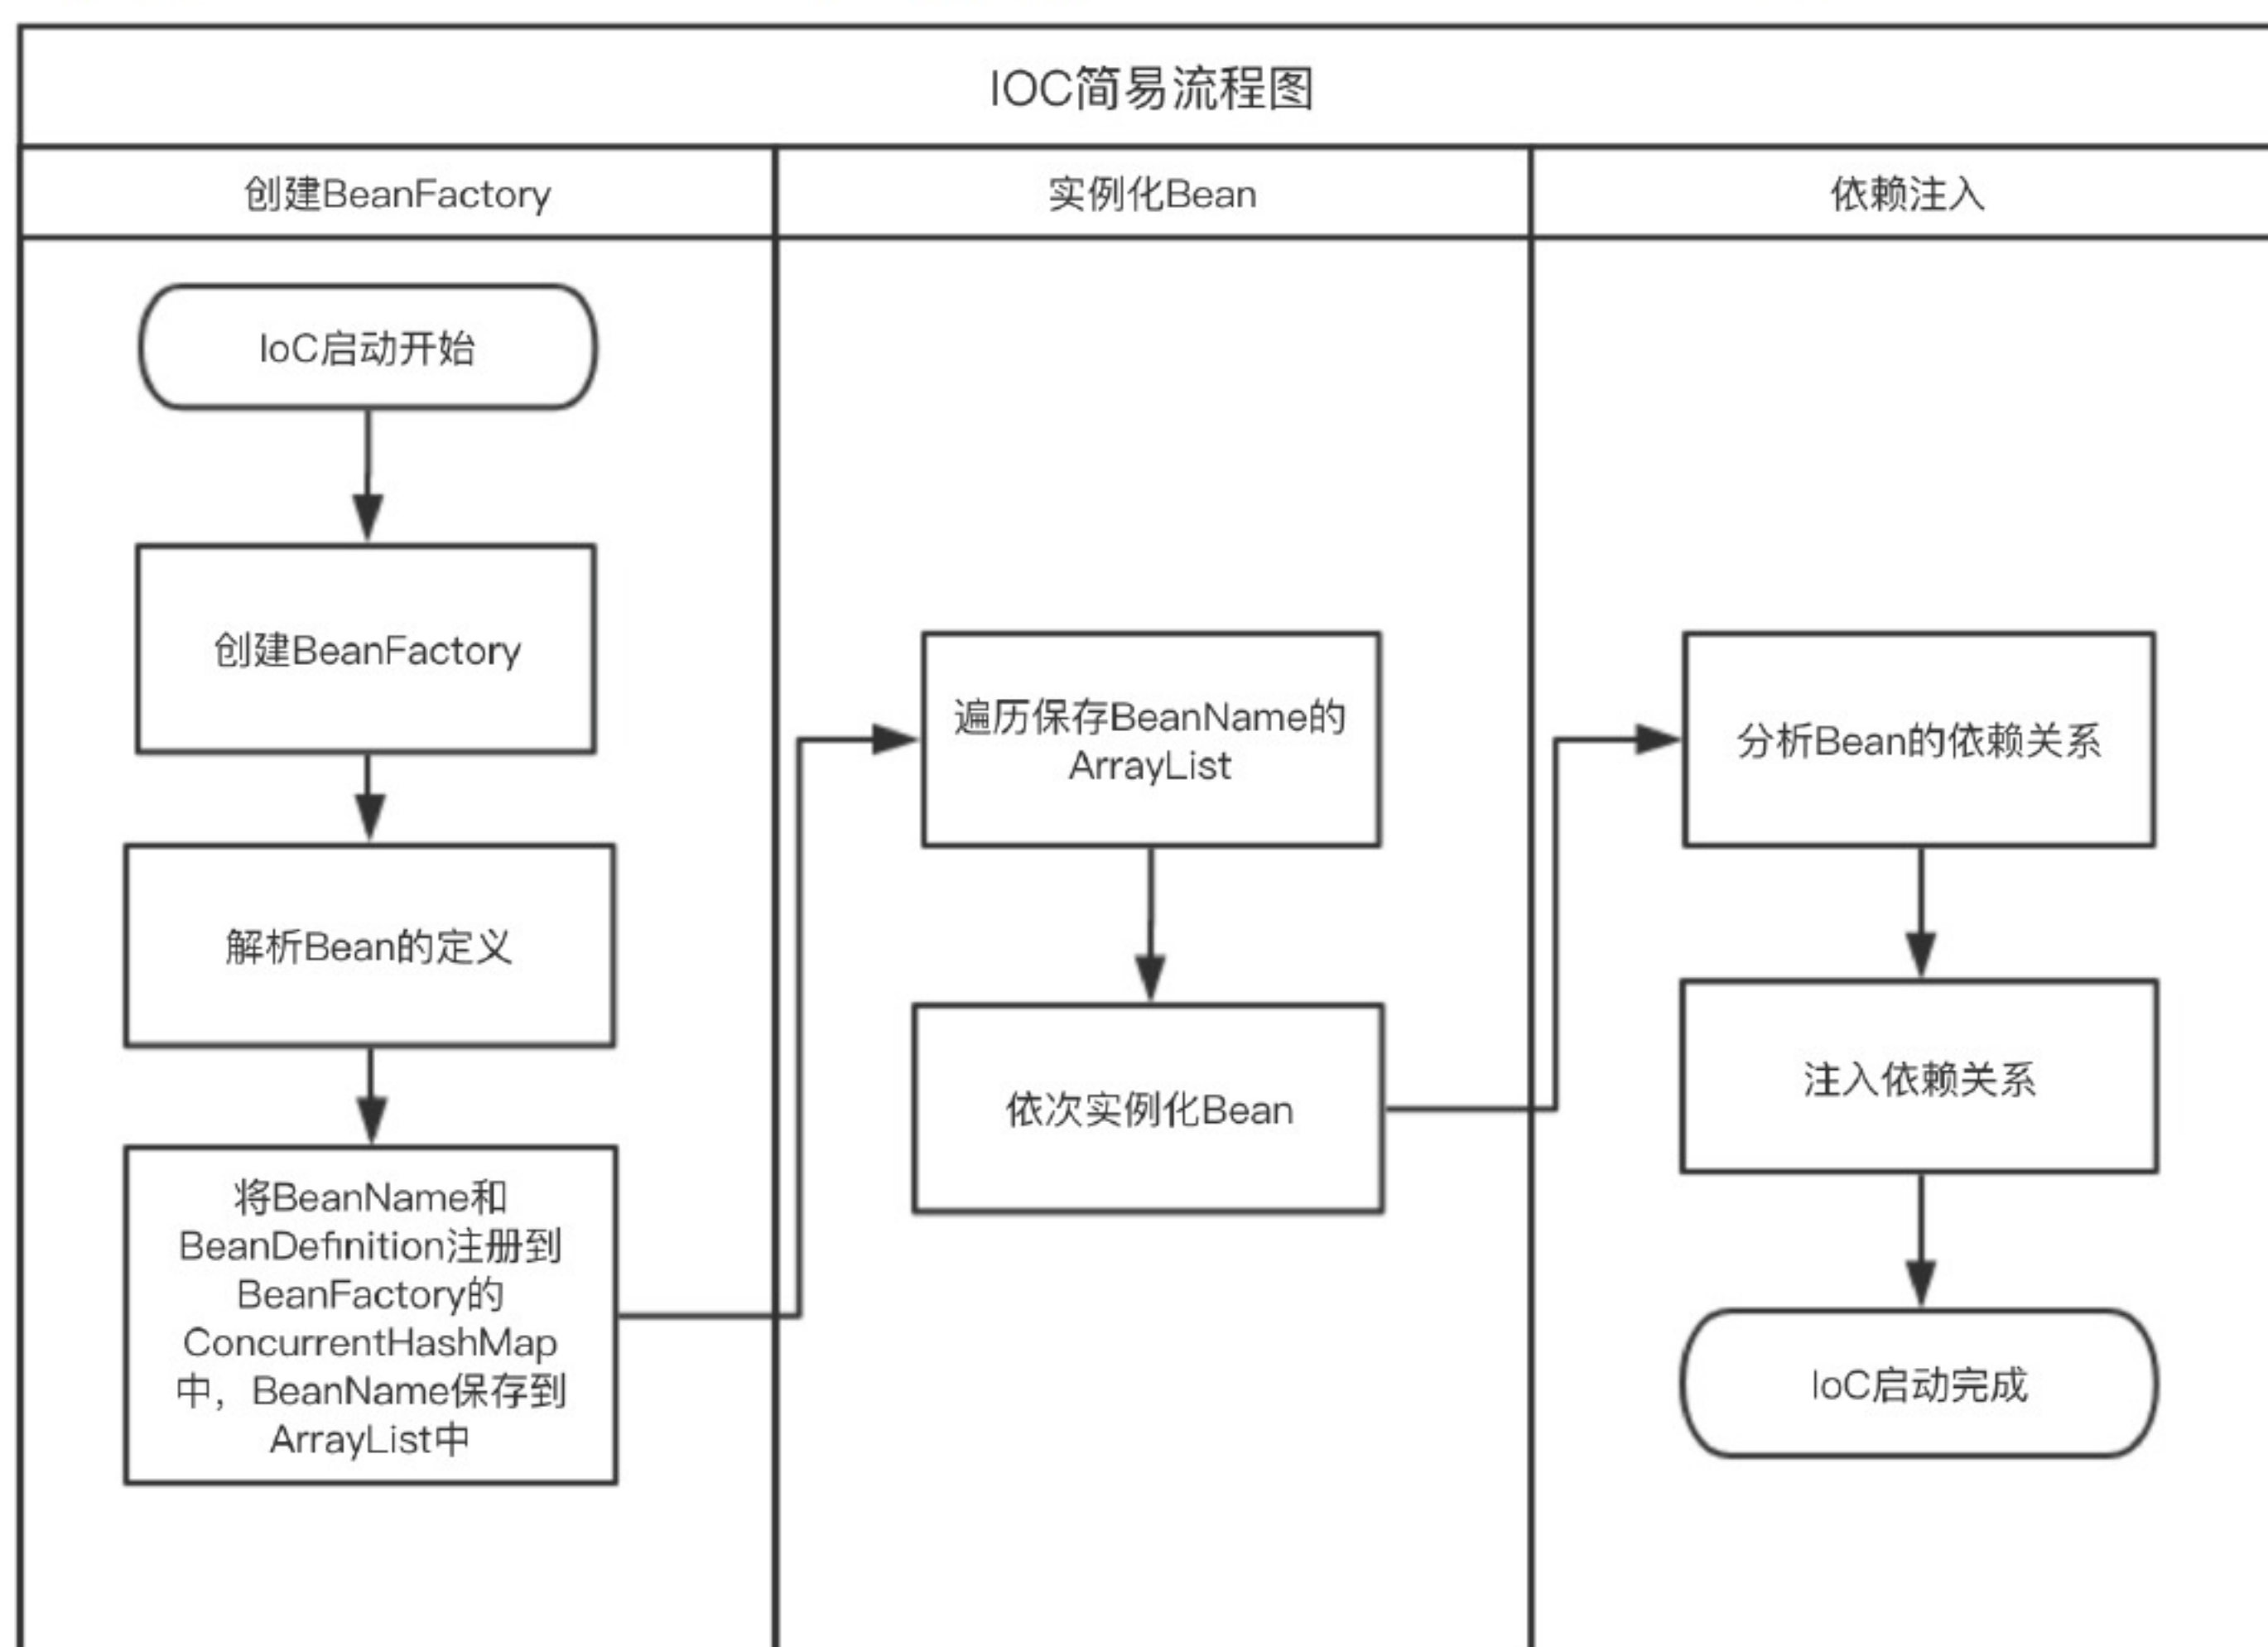 IOC简易流程图
创建BeanFactory
实例化Bean
依赖注入
IoC启动开始
创建BeanFactory
解析Bean的定义
将BeanName和
BeanDefinition注册到
BeanFactory的
ConcurrentHashMap
中，BeanName保存到
ArrayList中
遍历保存BeanName的
ArrayList
依次实例化Bean
分析Bean的依赖关系
注入依赖关系
IoC启动完成